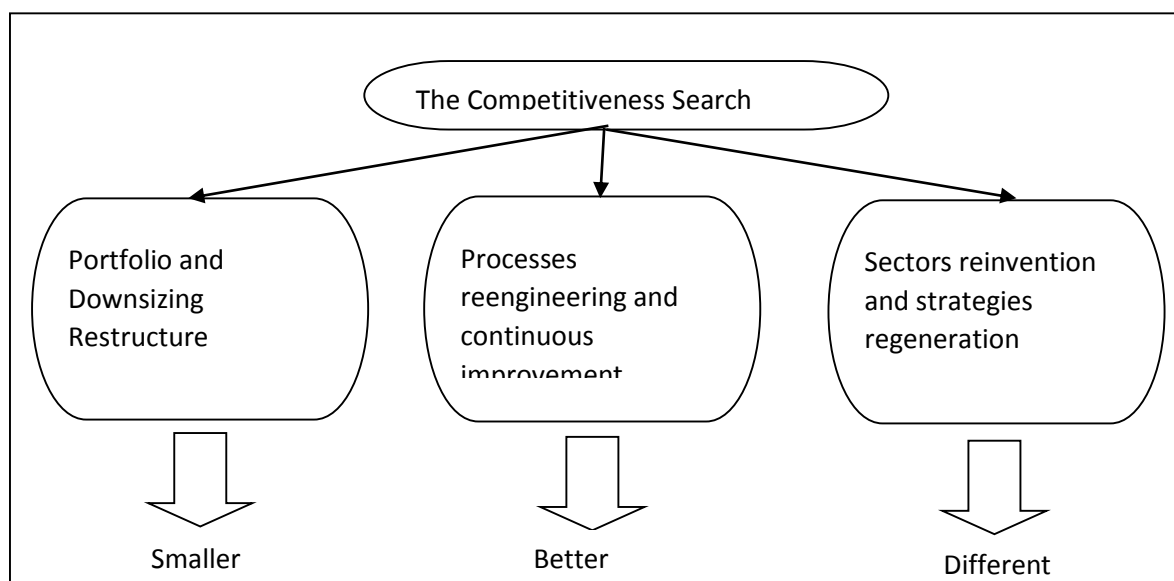 The Competitiveness Search
Portfolio and
Downsizing
Restructure
Processes
reengineering and
continuous
improvement
Sectors reinvention
and strategies
regeneration
Smaller
Better
Different